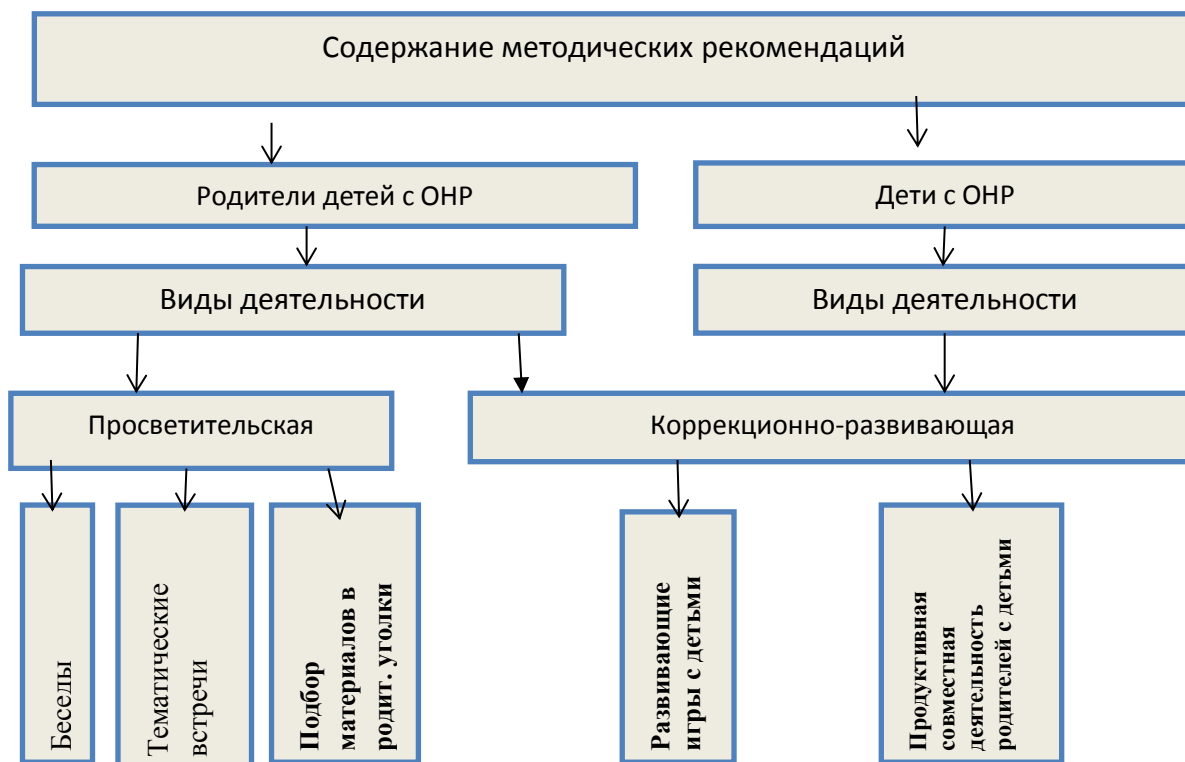 Содержание методических рекомендаций
Родители детей с ОНР
Дети с ОНР
Виды деятельности
Виды деятельности
Просветительская
Коррекционно-развивающая
Беседы
Тематические
встречи
Подбор
материалов в
родит. уголки
Развивающие
игры с детьми
Продуктивная
совместная
деятельность
родителей с детьми